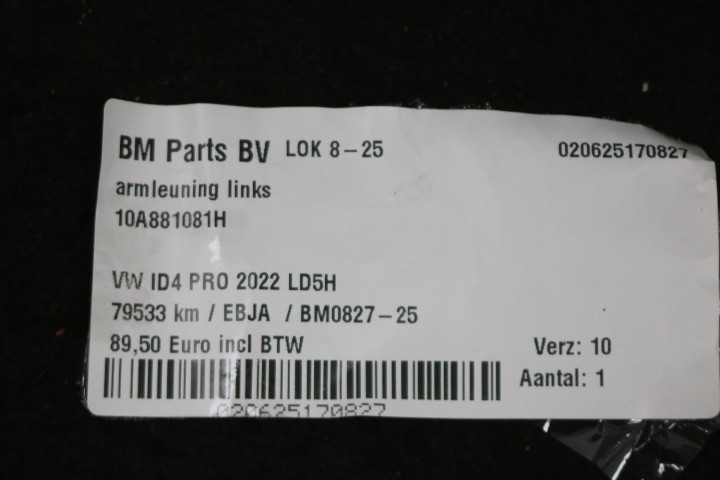 BM Parts BV LOK 8-25 020625170827
armleuning links
10A881081H
VW ID4 PRO 2022 LD5H
79533 km / EBJA / BM0827-25
89,50 Euro incl BTW Verz: 10
Aantal: 1
020625170827